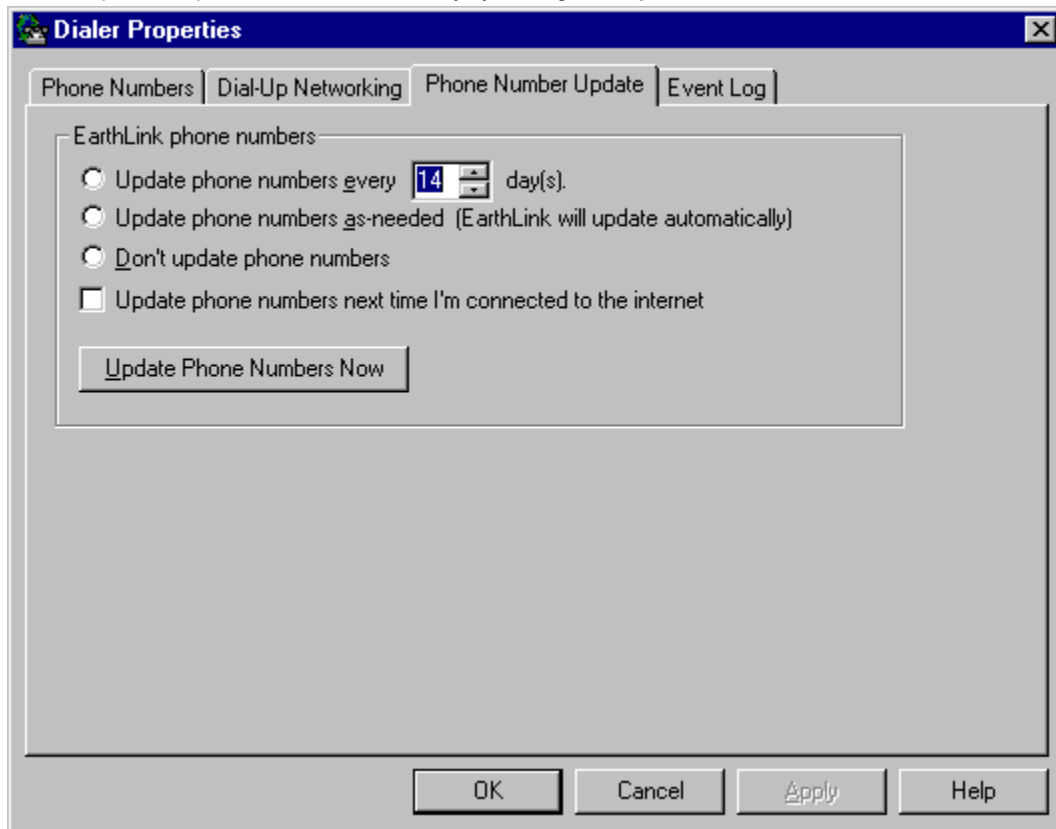 Dialer Properties
Phone Numbers Dial-Up Networking Phone Number Update Event Log
EarthLink phone numbers
Update phone numbers every 14 day(s).
Update phone numbers as-needed (EarthLink will update automatically)
Don't update phone numbers
Update phone numbers next time I'm connected to the internet
Update Phone Numbers Now
OK Cancel Apply Help